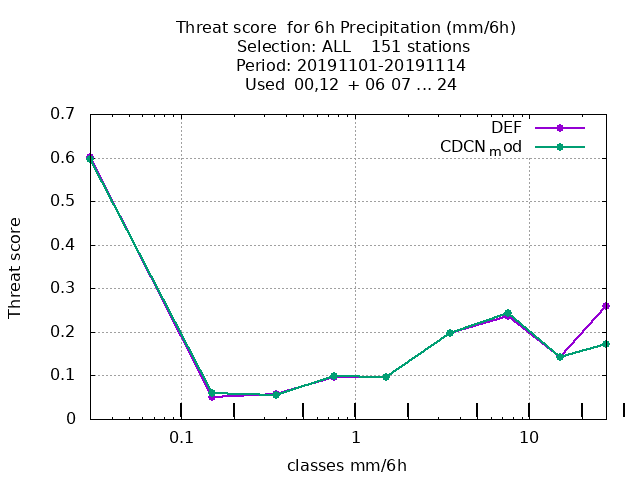 Threat score  for 6h Precipitation (mm/6h)
Selection: ALL    151 stations
Period: 20191101-20191114
Used  00,12  + 06 07 ... 24
DEF
CDCNmod
0.7
0.6
0.5
0.4
0.3
0.2
0.1
0
Threat score
0.1
1
10
classes mm/6h